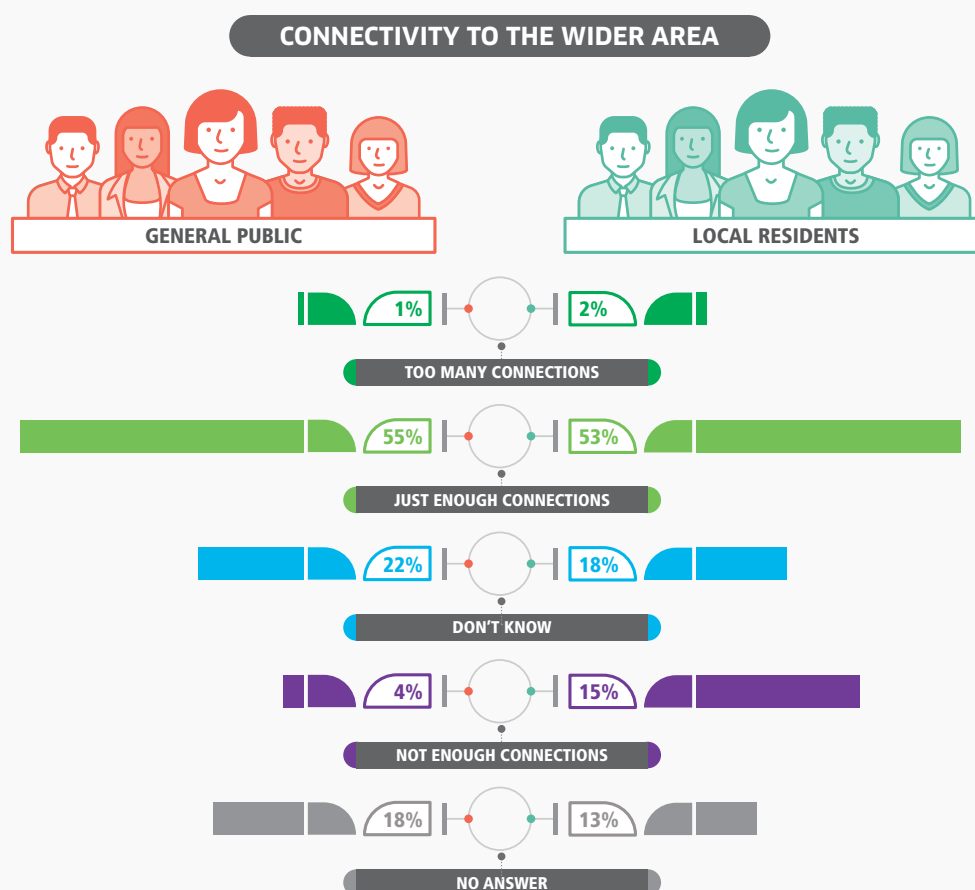 CONNECTIVITY TO THE WIDER AREA
GENERAL PUBLIC
LOCAL RESIDENTS
1%
2%
TOO MANY CONNECTIONS
55%
53%
JUST ENOUGH CONNECTIONS
22%
18%
DON'T KNOW
4%
15%
NOT ENOUGH CONNECTIONS
18%
13%
NO ANSWER